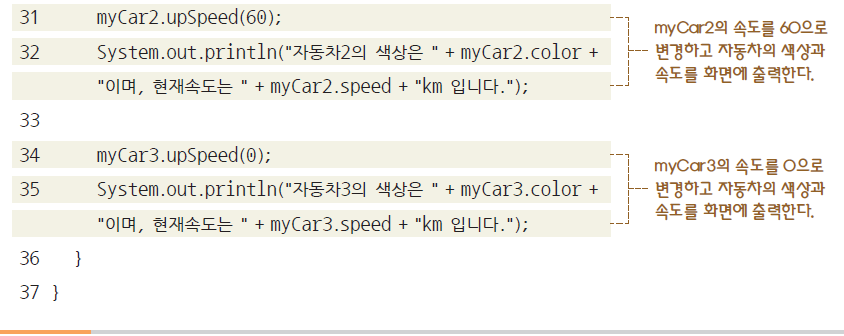 31 myCar2.upSpeed(60);
32 System.out.println("자동차2의 색상은 " + myCar2.color +
"이며, 현재속도는 " + myCar2.speed + "km 입니다.");
myCar2의 속도를 60으로
변경하고 자동차의 색상과
속도를 화면에 출력한다.
33
34 myCar3.upSpeed(0);
35 System.out.println("자동차3의 색상은 " + myCar3.color +
"이며, 현재속도는 " + myCar3.speed + "km 입니다.");
myCar3의 속도를 0으로
변경하고 자동차의 색상과
속도를 화면에 출력한다.
36 }
37 }